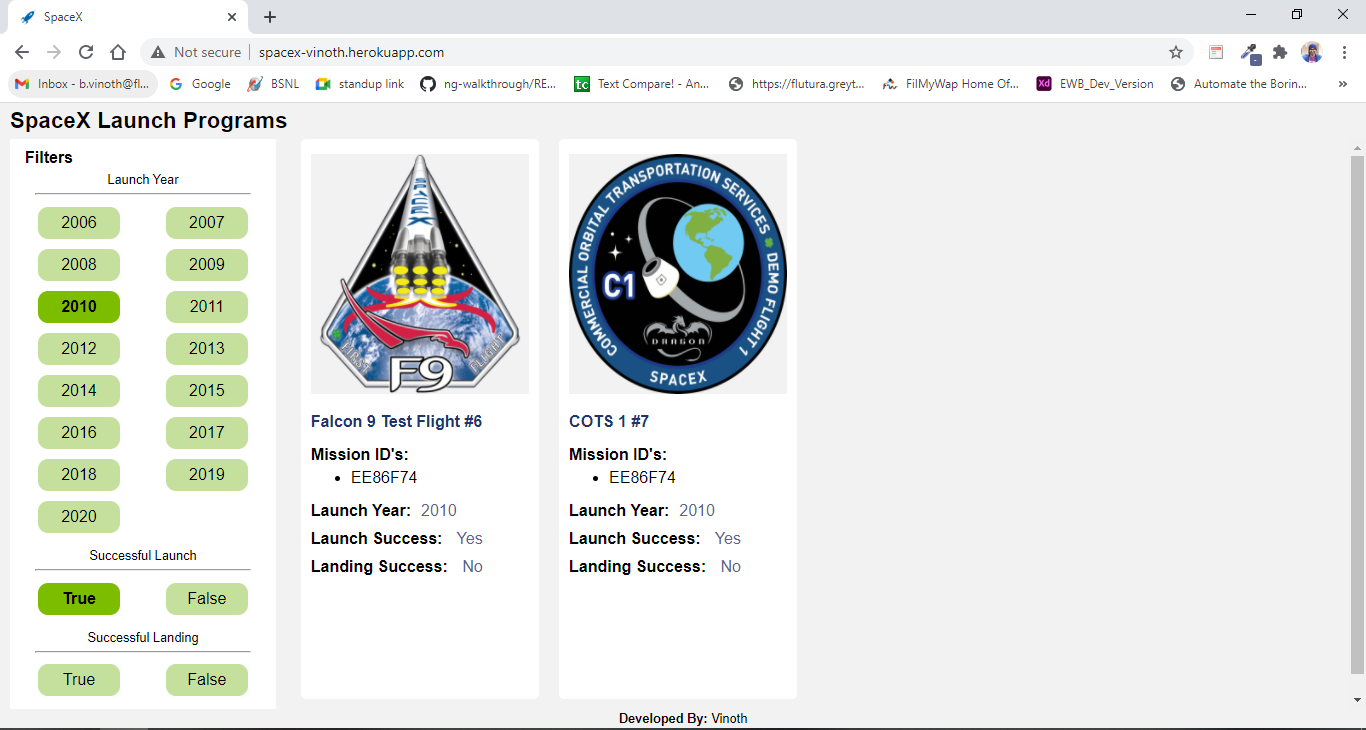 SpaceX
Not secure | spacex-vinoth.herokuapp.com
Inbox - b.vinoth@fl... Google BSNL standup link ng-walkthrough/RE... tc Text Compare! - An... https://flutura.greyt... FilMyWap Home Of... Xd EWB_Dev_Version Automate the Borin... »
SpaceX Launch Programs
Filters
Launch Year
2006 2007
2008 2009
2010 2011
2012 2013
2014 2015
2016 2017
2018 2019
2020
Successful Launch
True False
Successful Landing
True False
SPACEX
FIRST FLIGHT
F9
Falcon 9 Test Flight #6
Mission ID's:
• EE86F74
Launch Year: 2010
Launch Success: Yes
Landing Success: No
COMMERCIAL ORBITAL TRANSPORTATION SERVICES DEMO FLIGHT 1
C1
DRAGON
SPACEX
COTS 1 #7
Mission ID's:
• EE86F74
Launch Year: 2010
Launch Success: Yes
Landing Success: No
Developed By: Vinoth